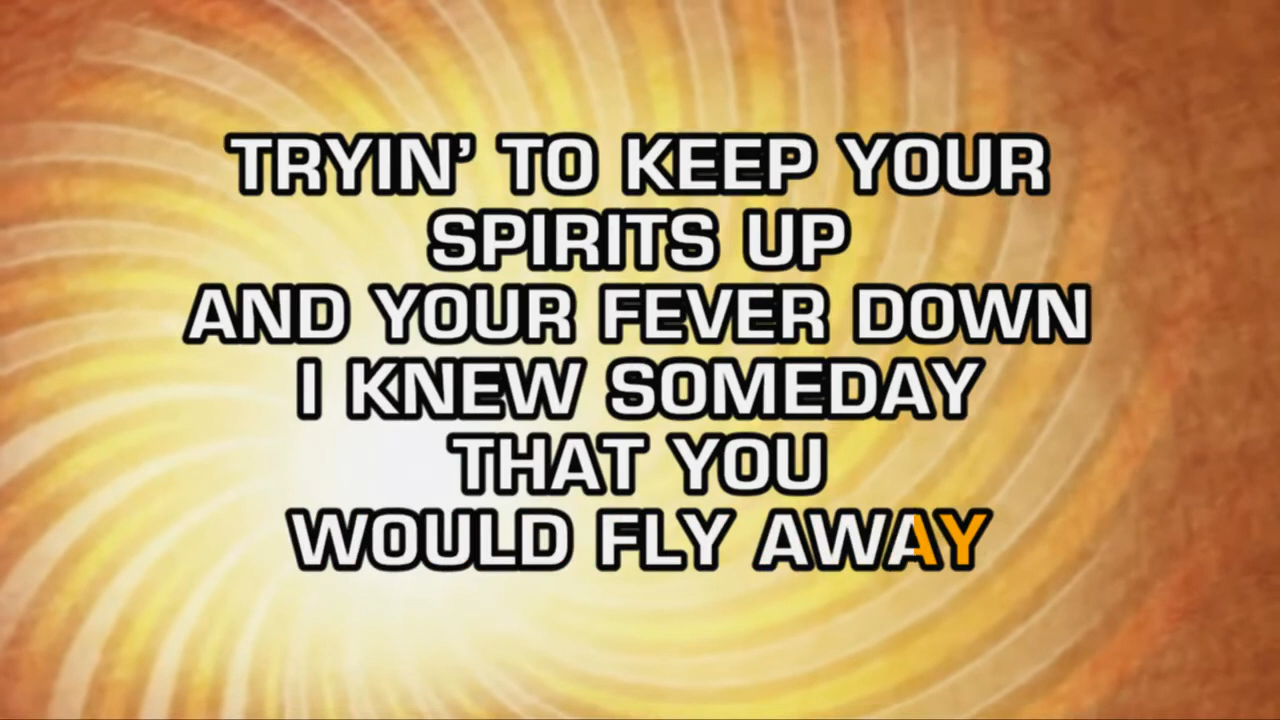 TRYIN' TO KEEP YOUR
SPIRITS UP
AND YOUR FEVER DOWN
I KNEW SOMEDAY
THAT YOU
WOULD FLY AWAY